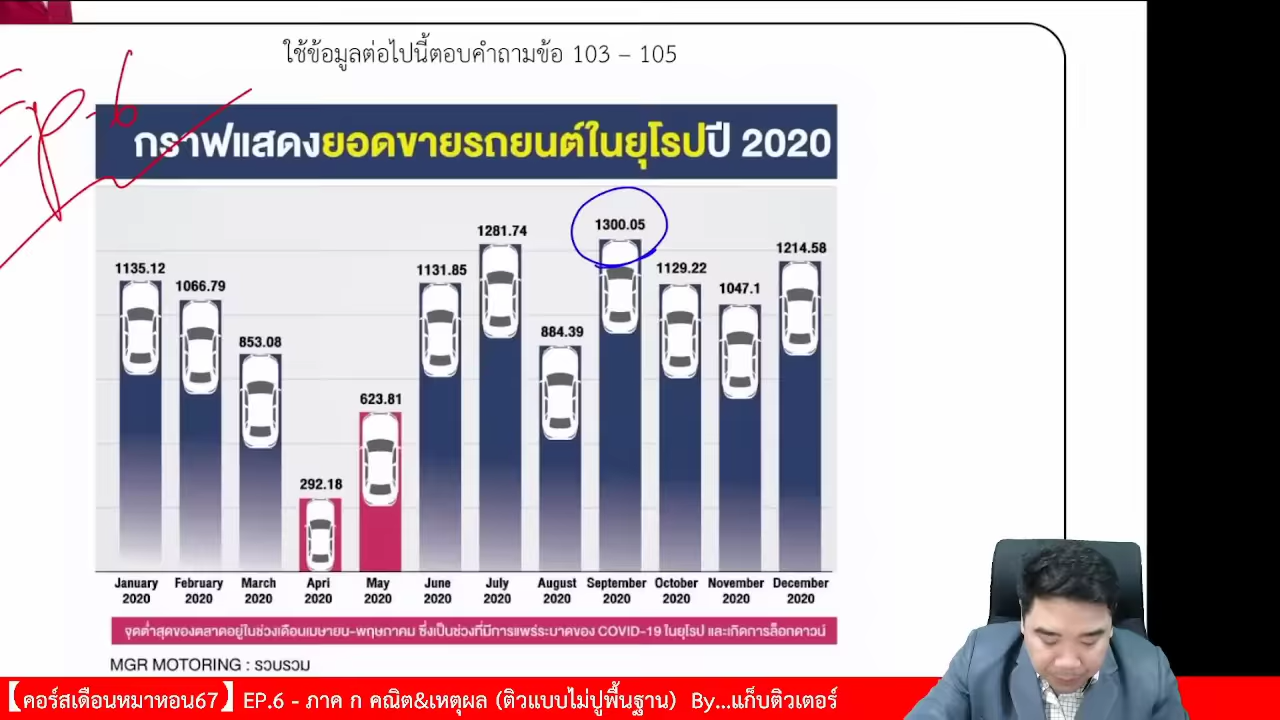 ใช้ข้อมูลต่อไปนี้ตอบคำถามข้อ 103 – 105
Ep.6
กราฟแสดงยอดขายรถยนต์ในยุโรปปี 2020
1135.12
1066.79
853.08
292.18
623.81
1131.85
1281.74
884.39
1300.05
1129.22
1047.1
1214.58
January 2020
February 2020
March 2020
Apri 2020
May 2020
June 2020
July 2020
August 2020
September 2020
October 2020
November 2020
December 2020
จุดต่ำสุดของตลาดอยู่ในช่วงเดือนเมษายน-พฤษภาคม ซึ่งเป็นช่วงที่มีการแพร่ระบาดของ COVID-19 ในยุโรป และเกิดการล็อกดาวน์
MGR MOTORING : รวบรวม
【คอร์สเดือนหมาหอน67】 EP.6 - ภาค ก คณิต&เหตุผล (ติวแบบไม่ปูพื้นฐาน) By...แก็บติวเตอร์